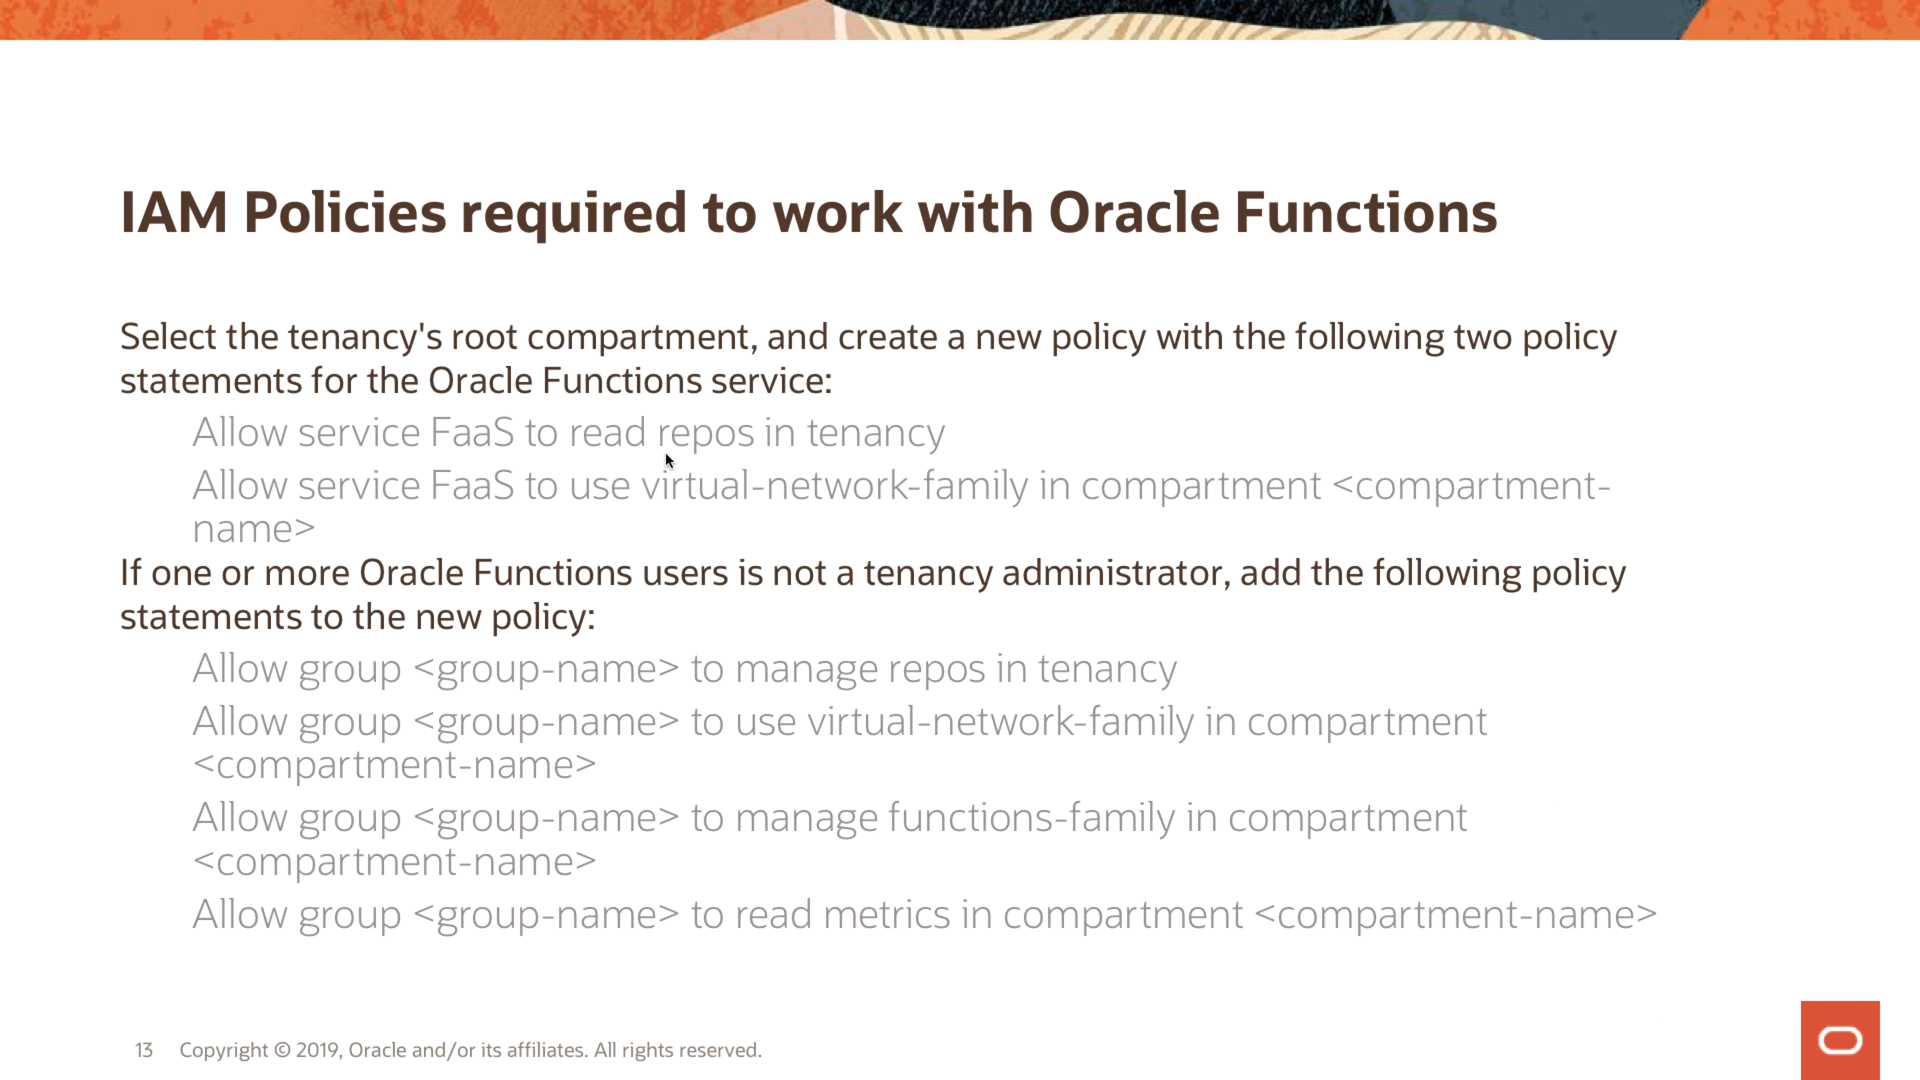 IAM Policies required to work with Oracle Functions
Select the tenancy's root compartment, and create a new policy with the following two policy
statements for the Oracle Functions service:
Allow service FaaS to read repos in tenancy
Allow service FaaS to use virtual-network-family in compartment <compartment-
name>
If one or more Oracle Functions users is not a tenancy administrator, add the following policy
statements to the new policy:
Allow group <group-name> to manage repos in tenancy
Allow group <group-name> to use virtual-network-family in compartment
<compartment-name>
Allow group <group-name> to manage functions-family in compartment
<compartment-name>
Allow group <group-name> to read metrics in compartment <compartment-name>
13 Copyright © 2019, Oracle and/or its affiliates. All rights reserved.